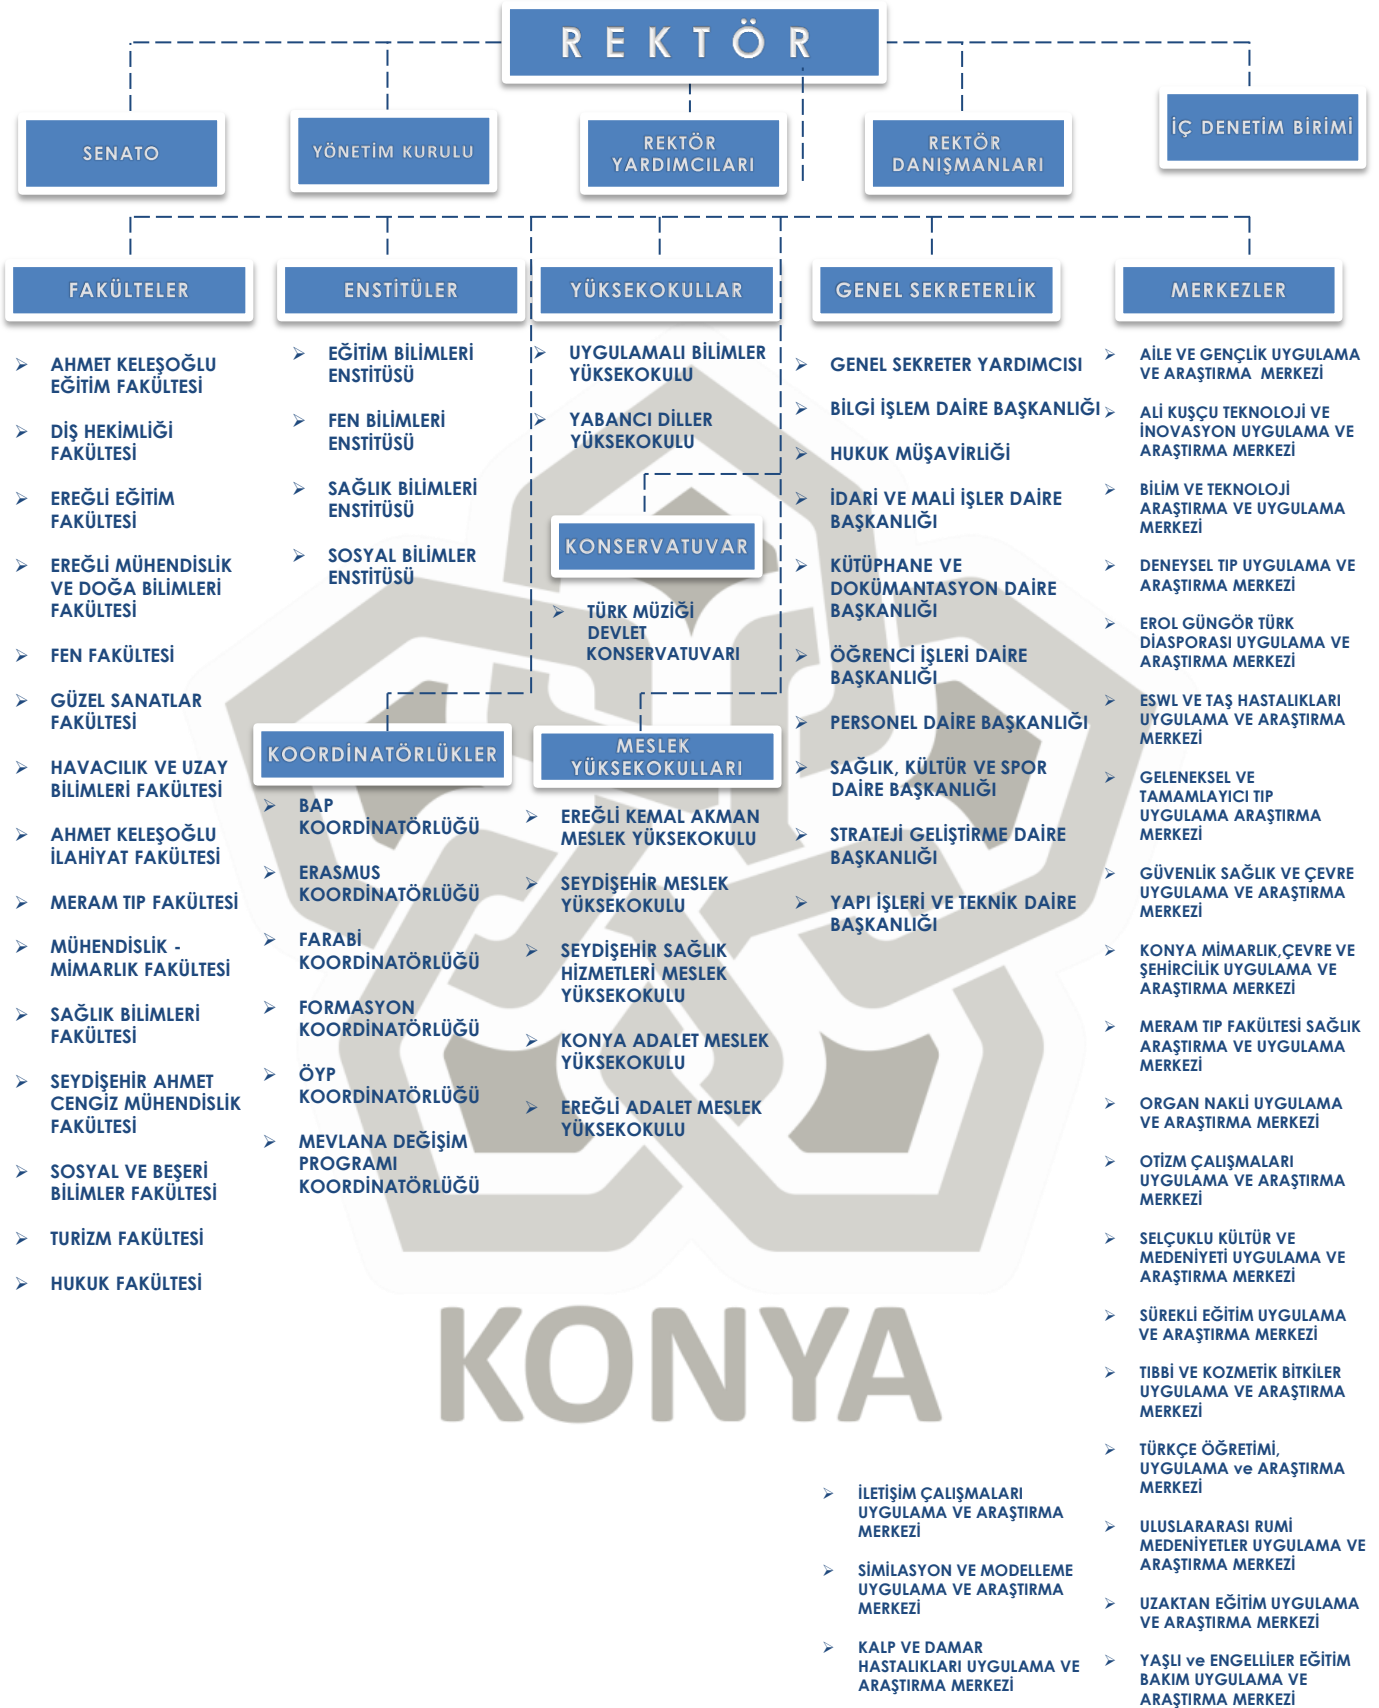 REKTÖR
SENATO
YÖNETİM KURULU
REKTÖR
YARDIMCILARI
REKTÖR
DANIŞMANLARI
İÇ DENETİM BİRİMİ
FAKÜLTELER
AHMET KELEŞOĞLU
EĞİTİM FAKÜLTESİ
DİŞ HEKİMLİĞİ
FAKÜLTESİ
EREĞLİ EĞİTİM
FAKÜLTESİ
EREĞLİ MÜHENDİSLİK
VE DOĞA BİLİMLERİ
FAKÜLTESİ
FEN FAKÜLTESİ
GÜZEL SANATLAR
FAKÜLTESİ
HAVACILIK VE UZAY
BİLİMLERİ FAKÜLTESİ
AHMET KELEŞOĞLU
İLAHİYAT FAKÜLTESİ
MERAM TIP FAKÜLTESİ
MÜHENDİSLİK -
MİMARLIK FAKÜLTESİ
SAĞLIK BİLİMLERİ
FAKÜLTESİ
SEYDİŞEHİR AHMET
CENGİZ MÜHENDİSLİK
FAKÜLTESİ
SOSYAL VE BEŞERİ
BİLİMLER FAKÜLTESİ
TURİZM FAKÜLTESİ
HUKUK FAKÜLTESİ
ENSTİTÜLER
EĞİTİM BİLİMLERİ
ENSTİTÜSÜ
FEN BİLİMLERİ
ENSTİTÜSÜ
SAĞLIK BİLİMLERİ
ENSTİTÜSÜ
SOSYAL BİLİMLER
ENSTİTÜSÜ
KOORDİNATÖRLÜKLER
BAP
KOORDİNATÖRLÜĞÜ
ERASMUS
KOORDİNATÖRLÜĞÜ
FARABİ
KOORDİNATÖRLÜĞÜ
FORMASYON
KOORDİNATÖRLÜĞÜ
ÖYP
KOORDİNATÖRLÜĞÜ
MEVLANA DEĞİŞİM
PROGRAMI
KOORDİNATÖRLÜĞÜ
YÜKSEKOKULLAR
UYGULAMALI BİLİMLER
YÜKSEKOKULU
YABANCI DİLLER
YÜKSEKOKULU
KONSERVATUVAR
TÜRK MÜZİĞİ
DEVLET
KONSERVATUVARI
MESLEK
YÜKSEKOKULLARI
EREĞLİ KEMAL AKMAN
MESLEK YÜKSEKOKULU
SEYDİŞEHİR MESLEK
YÜKSEKOKULU
SEYDİŞEHİR SAĞLIK
HİZMETLERİ MESLEK
YÜKSEKOKULU
KONYA ADALET MESLEK
YÜKSEKOKULU
EREĞLİ ADALET MESLEK
YÜKSEKOKULU
GENEL SEKRETERLİK
GENEL SEKRETER YARDIMCISI
BİLGİ İŞLEM DAİRE BAŞKANLIĞI
HUKUK MÜŞAVİRLİĞİ
İDARİ VE MALİ İŞLER DAİRE
BAŞKANLIĞI
KÜTÜPHANE VE
DOKÜMANTASYON DAİRE
BAŞKANLIĞI
ÖĞRENCİ İŞLERİ DAİRE
BAŞKANLIĞI
PERSONEL DAİRE BAŞKANLIĞI
SAĞLIK, KÜLTÜR VE SPOR
DAİRE BAŞKANLIĞI
STRATEJİ GELİŞTİRME DAİRE
BAŞKANLIĞI
YAPI İŞLERİ VE TEKNİK DAİRE
BAŞKANLIĞI
MERKEZLER
AİLE VE GENÇLİK UYGULAMA
VE ARAŞTIRMA MERKEZİ
ALİ KUŞÇU TEKNOLOJİ VE
İNOVASYON UYGULAMA VE
ARAŞTIRMA MERKEZİ
BİLİM VE TEKNOLOJİ
ARAŞTIRMA VE UYGULAMA
MERKEZİ
DENEYSEL TIP UYGULAMA VE
ARAŞTIRMA MERKEZİ
EROL GÜNGÖR TÜRK
DİASPORASI UYGULAMA VE
ARAŞTIRMA MERKEZİ
ESWL VE TAŞ HASTALIKLARI
UYGULAMA VE ARAŞTIRMA
MERKEZİ
GELENEKSEL VE
TAMAMLAYICI TIP
UYGULAMA ARAŞTIRMA
MERKEZİ
GÜVENLİK SAĞLIK VE ÇEVRE
UYGULAMA VE ARAŞTIRMA
MERKEZİ
KONYA MİMARLIK,ÇEVRE VE
ŞEHİRCİLİK UYGULAMA VE
ARAŞTIRMA MERKEZİ
MERAM TIP FAKÜLTESİ SAĞLIK
ARAŞTIRMA VE UYGULAMA
MERKEZİ
ORGAN NAKLİ UYGULAMA
VE ARAŞTIRMA MERKEZİ
OTİZM ÇALIŞMALARI
UYGULAMA VE ARAŞTIRMA
MERKEZİ
SELÇUKLU KÜLTÜR VE
MEDENİYETİ UYGULAMA VE
ARAŞTIRMA MERKEZİ
SÜREKLİ EĞİTİM UYGULAMA
VE ARAŞTIRMA MERKEZİ
TIBBİ VE KOZMETİK BİTKİLER
UYGULAMA VE ARAŞTIRMA
MERKEZİ
TÜRKÇE ÖĞRETİMİ,
UYGULAMA ve ARAŞTIRMA
MERKEZİ
ULUSLARARASI RUMİ
MEDENİYETLER UYGULAMA VE
ARAŞTIRMA MERKEZİ
UZAKTAN EĞİTİM UYGULAMA
VE ARAŞTIRMA MERKEZİ
YAŞLI ve ENGELLİLER EĞİTİM
BAKIM UYGULAMA VE
ARAŞTIRMA MERKEZİ
İLETİŞİM ÇALIŞMALARI
UYGULAMA VE ARAŞTIRMA
MERKEZİ
SİMİLASYON VE MODELLEME
UYGULAMA VE ARAŞTIRMA
MERKEZİ
KALP VE DAMAR
HASTALIKLARI UYGULAMA VE
ARAŞTIRMA MERKEZİ
KONYA